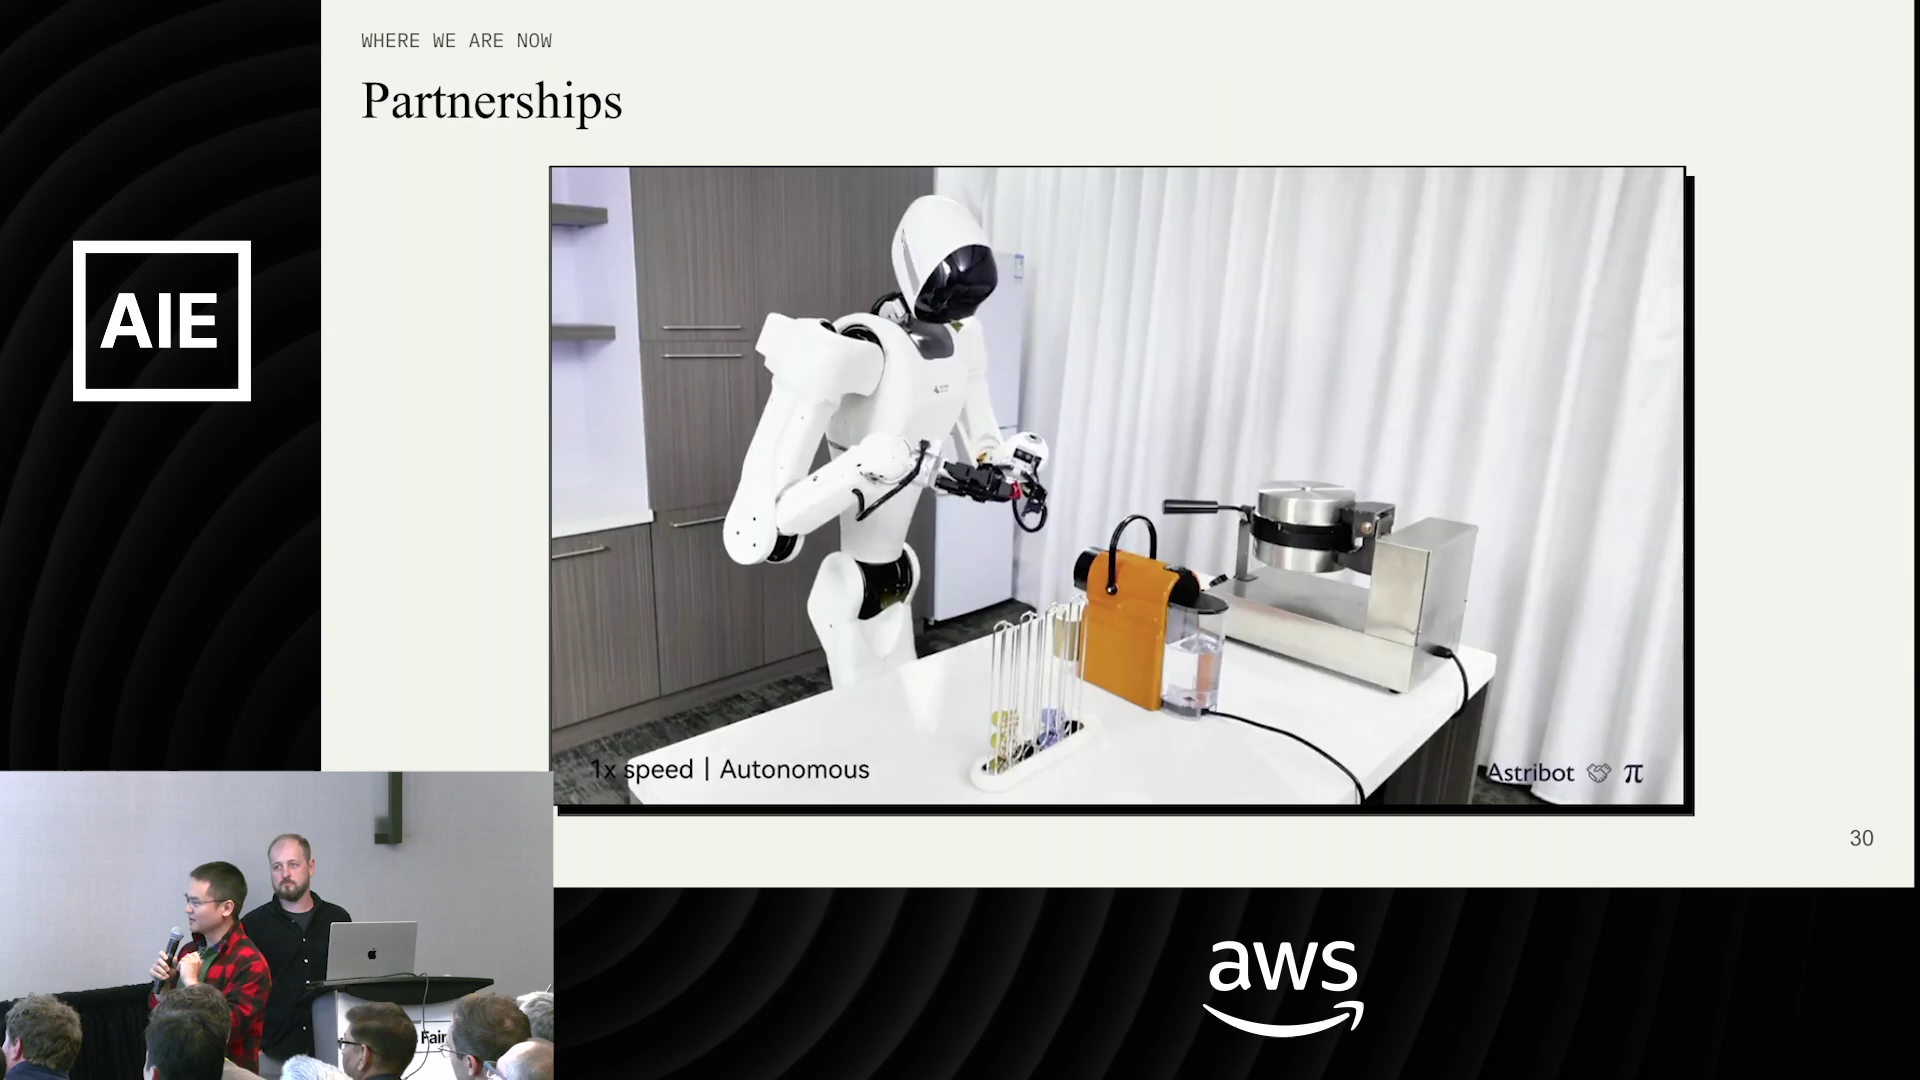 WHERE WE ARE NOW
Partnerships
AIE
1x speed | Autonomous
Astribot π
30
aws
Fair